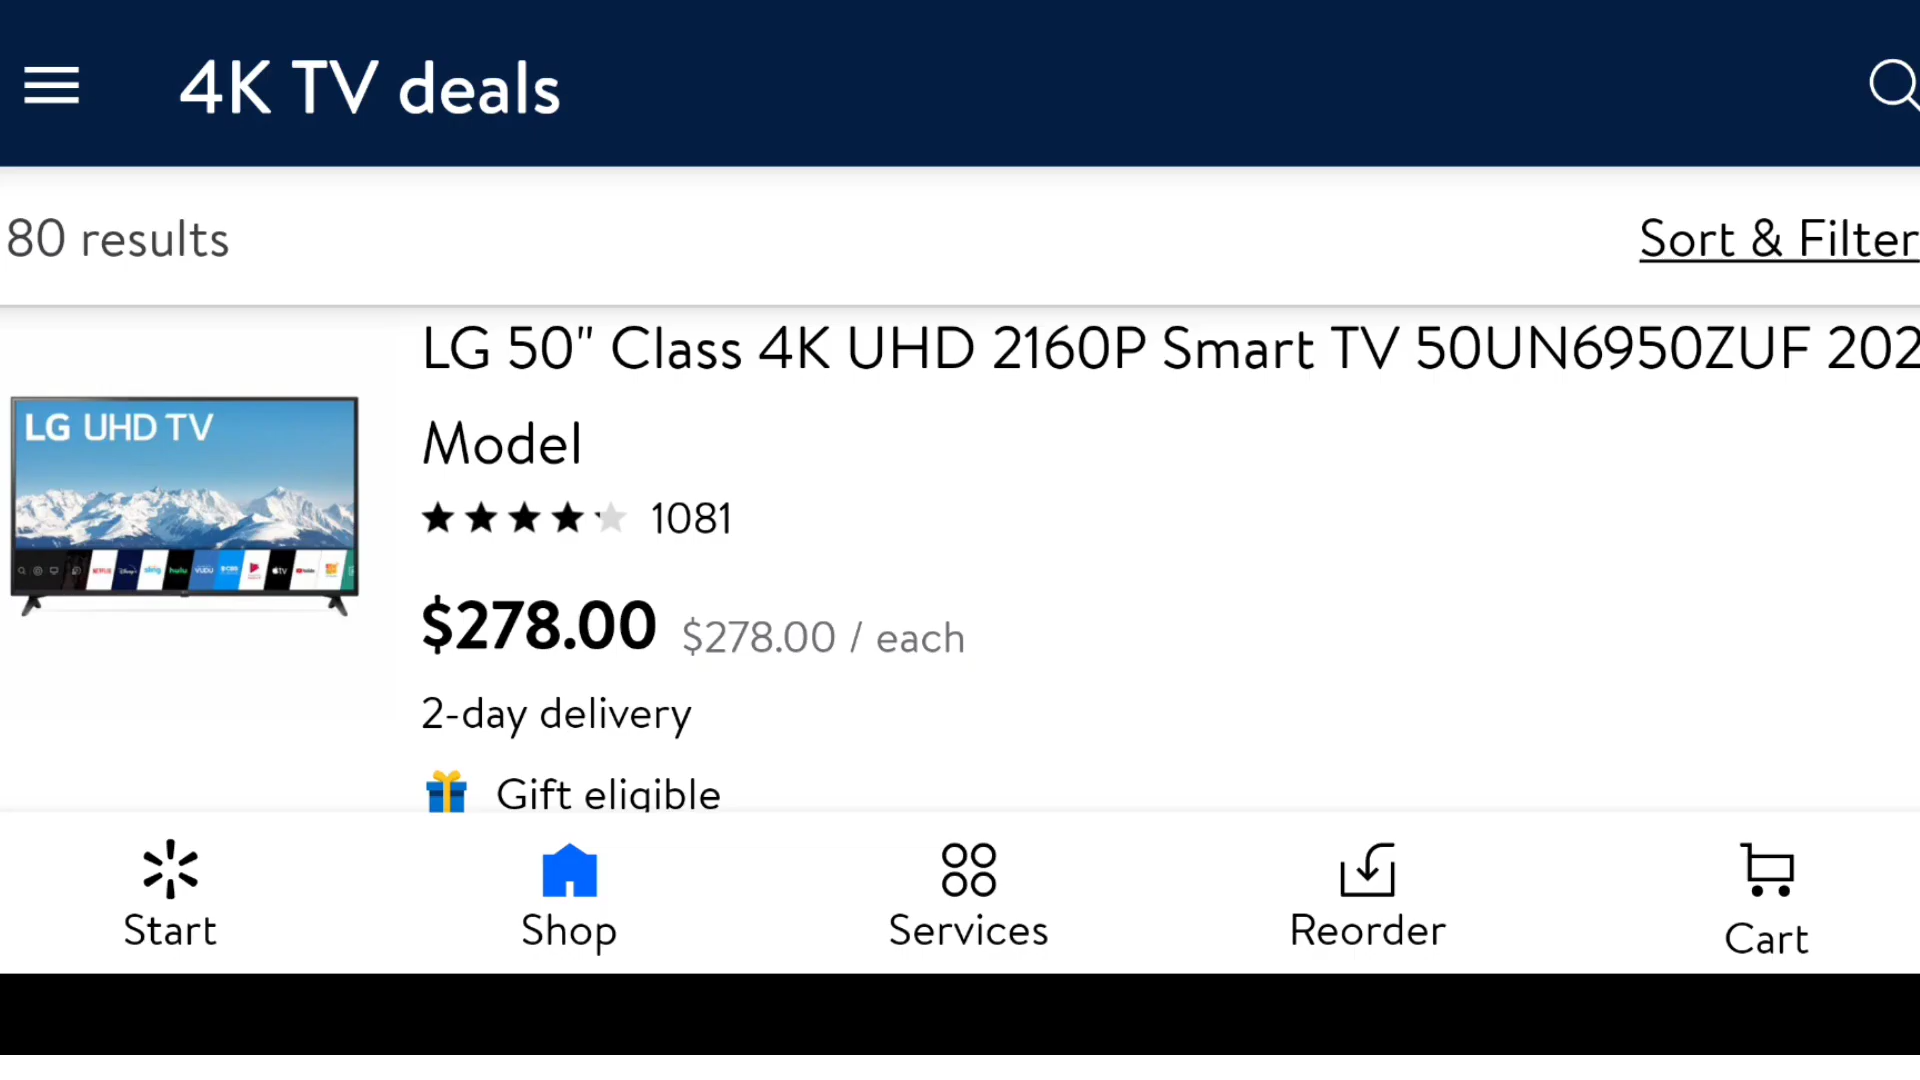 4K TV deals
80 results
Sort & Filter
LG 50" Class 4K UHD 2160P Smart TV 50UN6950ZUF 202
Model
LG UHD TV
1081
$278.00 $278.00 / each
2-day delivery
Gift eligible
Start
Shop
Services
Reorder
Cart